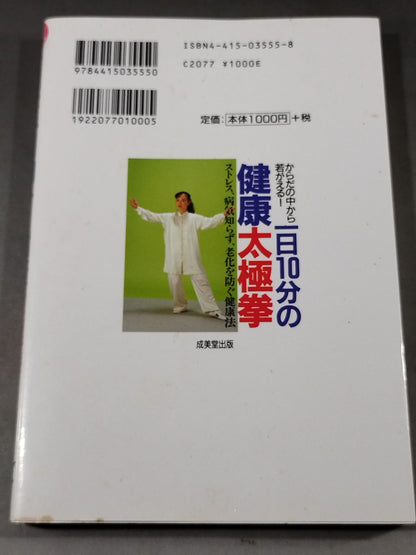 ISBN4-415-03555-8
C2077 ¥1000E
9784415035550
1922077010005
定価：本体1000円+税
からだの中から
若がえる！
一日10分の
健康太極拳
ストレス、病気知らず、老化を防ぐ健康法
成美堂出版